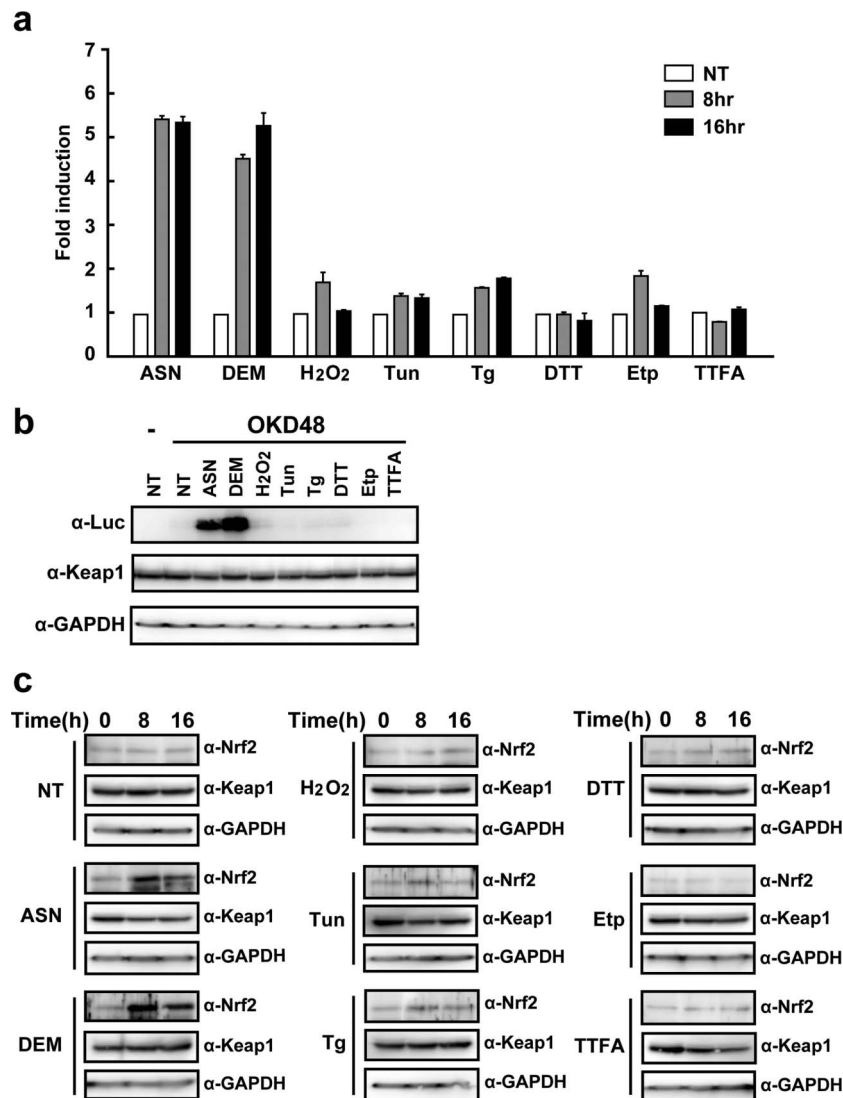 a
7
6
5
4
3
2
1
0
Fold induction
NT
8hr
16hr
ASN DEM H2O2 Tun Tg DTT Etp TTFA
b
- OKD48
NT NT ASN DEM H2O2 Tun Tg DTT Etp TTFA
α-Luc
α-Keap1
α-GAPDH
c
Time(h) 0 8 16
NT
α-Nrf2
α-Keap1
α-GAPDH
ASN
α-Nrf2
α-Keap1
α-GAPDH
DEM
α-Nrf2
α-Keap1
α-GAPDH
Time(h) 0 8 16
H2O2
α-Nrf2
α-Keap1
α-GAPDH
Tun
α-Nrf2
α-Keap1
α-GAPDH
Tg
α-Nrf2
α-Keap1
α-GAPDH
Time(h) 0 8 16
DTT
α-Nrf2
α-Keap1
α-GAPDH
Etp
α-Nrf2
α-Keap1
α-GAPDH
TTFA
α-Nrf2
α-Keap1
α-GAPDH